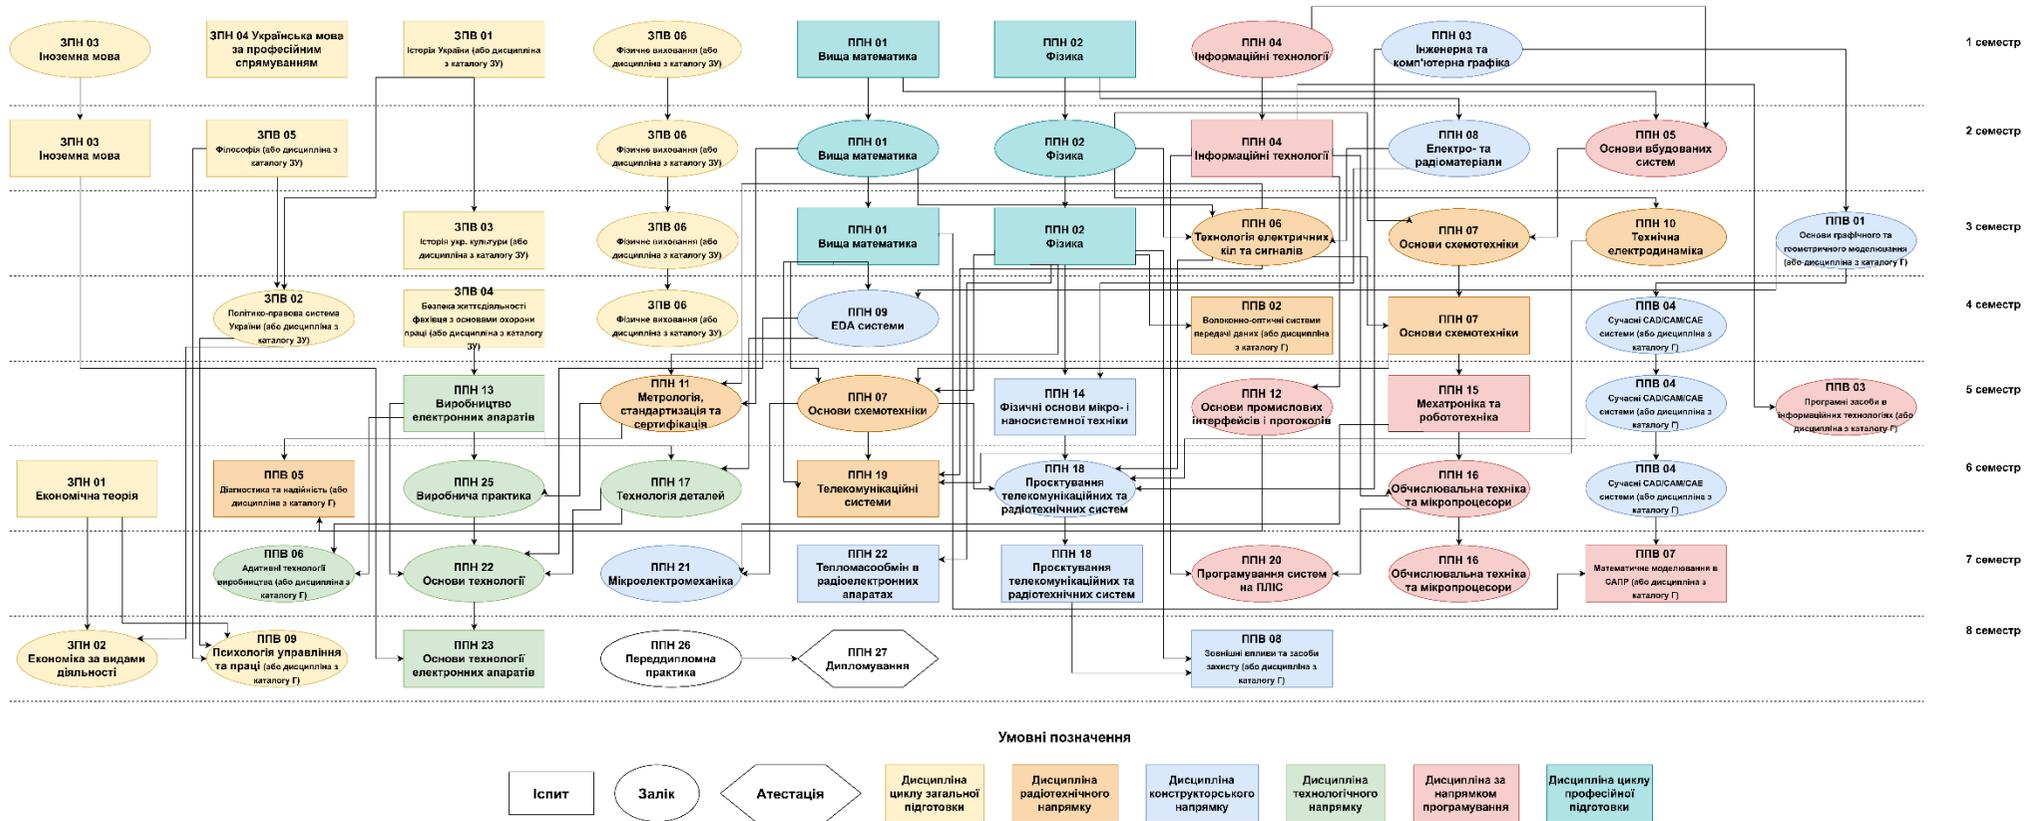 ЗПН 03
Іноземна мова
ЗПН 04 Українська мова
за професійним
спрямуванням
ЗПВ 01
Історія України (або дисципліна
з каталогу ЗУ)
ЗПВ 06
Фізичне виховання (або
дисципліна з каталогу ЗУ)
ППН 01
Вища математика
ППН 02
Фізика
ППН 04
Інформаційні технології
ППН 03
Інженерна та
комп'ютерна графіка
1 семестр
ЗПН 03
Іноземна мова
ЗПВ 05
Філософія (або дисципліна з
каталогу ЗУ)
ЗПВ 06
Фізичне виховання (або
дисципліна з каталогу ЗУ)
ППН 01
Вища математика
ППН 02
Фізика
ППН 04
Інформаційні технології
ППН 08
Електро- та
радіоматеріали
ППН 05
Основи вбудованих
систем
2 семестр
ЗПВ 03
Історія укр. культури (або
дисципліна з каталогу ЗУ)
ЗПВ 06
Фізичне виховання (або
дисципліна з каталогу ЗУ)
ППН 01
Вища математика
ППН 02
Фізика
ППН 06
Технологія електричних
кіл та сигналів
ППН 07
Основи схемотехніки
ППН 10
Технічна
електродинаміка
ППВ 01
Основи графічного та
геометричного моделювання
(або дисципліна з каталогу Г)
3 семестр
ЗПВ 02
Політико-правова система
України (або дисципліна з
каталогу ЗУ)
ЗПВ 04
Безпека життєдіяльності
фахівця з основами охорони
праці (або дисципліна з каталогу
ЗУ)
ЗПВ 06
Фізичне виховання (або
дисципліна з каталогу ЗУ)
ППН 09
EDA системи
ППВ 02
Волоконно-оптичні системи
передачі даних (або дисципліна
з каталогу Г)
ППН 07
Основи схемотехніки
ППВ 04
Сучасні CAD/CAM/CAE
системи (або дисципліна з
каталогу Г)
4 семестр
ППН 13
Виробництво
електронних апаратів
ППН 11
Метрологія,
стандартизація та
сертифікація
ППН 07
Основи схемотехніки
ППН 14
Фізичні основи мікро- і
наносистемної техніки
ППН 12
Основи промислових
інтерфейсів і протоколів
ППН 15
Мехатроніка та
робототехніка
ППВ 04
Сучасні CAD/CAM/CAE
системи (або дисципліна з
каталогу Г)
ППВ 03
Програмні засоби в
інформаційних технологіях (або
дисципліна з каталогу Г)
5 семестр
ЗПН 01
Економічна теорія
ППВ 05
Діагностика та надійність (або
дисципліна з каталогу Г)
ППН 25
Виробнича практика
ППН 17
Технологія деталей
ППН 19
Телекомунікаційні
системи
ППН 18
Проєктування
телекомунікаційних та
радіотехнічних систем
ППН 16
Обчислювальна техніка
та мікропроцесори
ППВ 04
Сучасні CAD/CAM/CAE
системи (або дисципліна з
каталогу Г)
6 семестр
ППВ 06
Адитивні технології
виробництва (або дисципліна з
каталогу Г)
ППН 22
Основи технології
ППН 21
Мікроелектромеханіка
ППН 22
Тепломасообмін в
радіоелектронних
апаратах
ППН 18
Проєктування
телекомунікаційних та
радіотехнічних систем
ППН 20
Програмування систем
на ПЛІС
ППН 16
Обчислювальна техніка
та мікропроцесори
ППВ 07
Математичне моделювання в
САПР (або дисципліна з
каталогу Г)
7 семестр
ЗПН 02
Економіка за видами
діяльності
ППВ 09
Психологія управління
та праці (або дисципліна з
каталогу Г)
ППН 23
Основи технології
електронних апаратів
ППН 26
Переддипломна
практика
ППН 27
Дипломування
ППВ 08
Зовнішні впливи та засоби
захисту (або дисципліна з
каталогу Г)
8 семестр
Умовні позначення
Іспит
Залік
Атестація
Дисципліна
циклу загальної
підготовки
Дисципліна
радіотехнічного
напрямку
Дисципліна
конструкторського
напрямку
Дисципліна
технологічного
напрямку
Дисципліна за
напрямком
програмування
Дисципліна циклу
професійної
підготовки